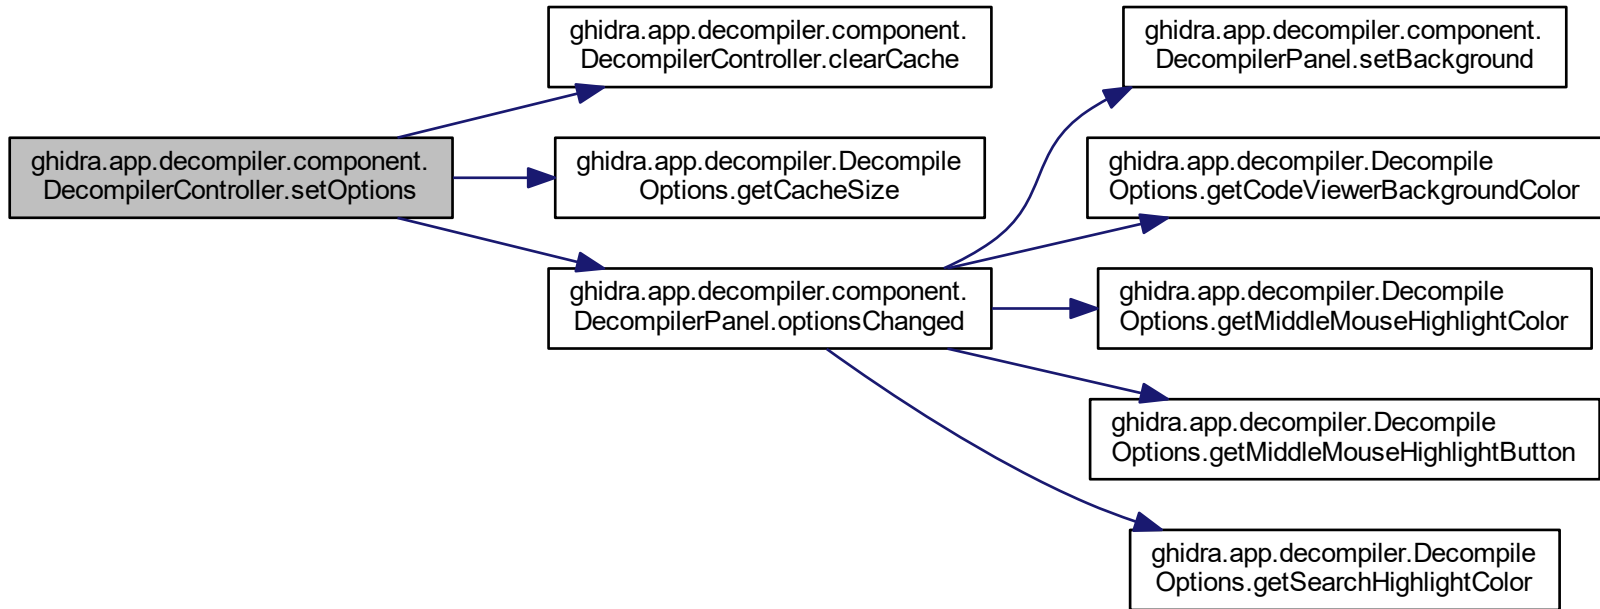 ghidra.app.decompiler.component.
DecompilerController.setOptions
ghidra.app.decompiler.component.
DecompilerController.clearCache
ghidra.app.decompiler.Decompile
Options.getCacheSize
ghidra.app.decompiler.component.
DecompilerPanel.optionsChanged
ghidra.app.decompiler.component.
DecompilerPanel.setBackground
ghidra.app.decompiler.Decompile
Options.getCodeViewerBackgroundColor
ghidra.app.decompiler.Decompile
Options.getMiddleMouseHighlightColor
ghidra.app.decompiler.Decompile
Options.getMiddleMouseHighlightButton
ghidra.app.decompiler.Decompile
Options.getSearchHighlightColor